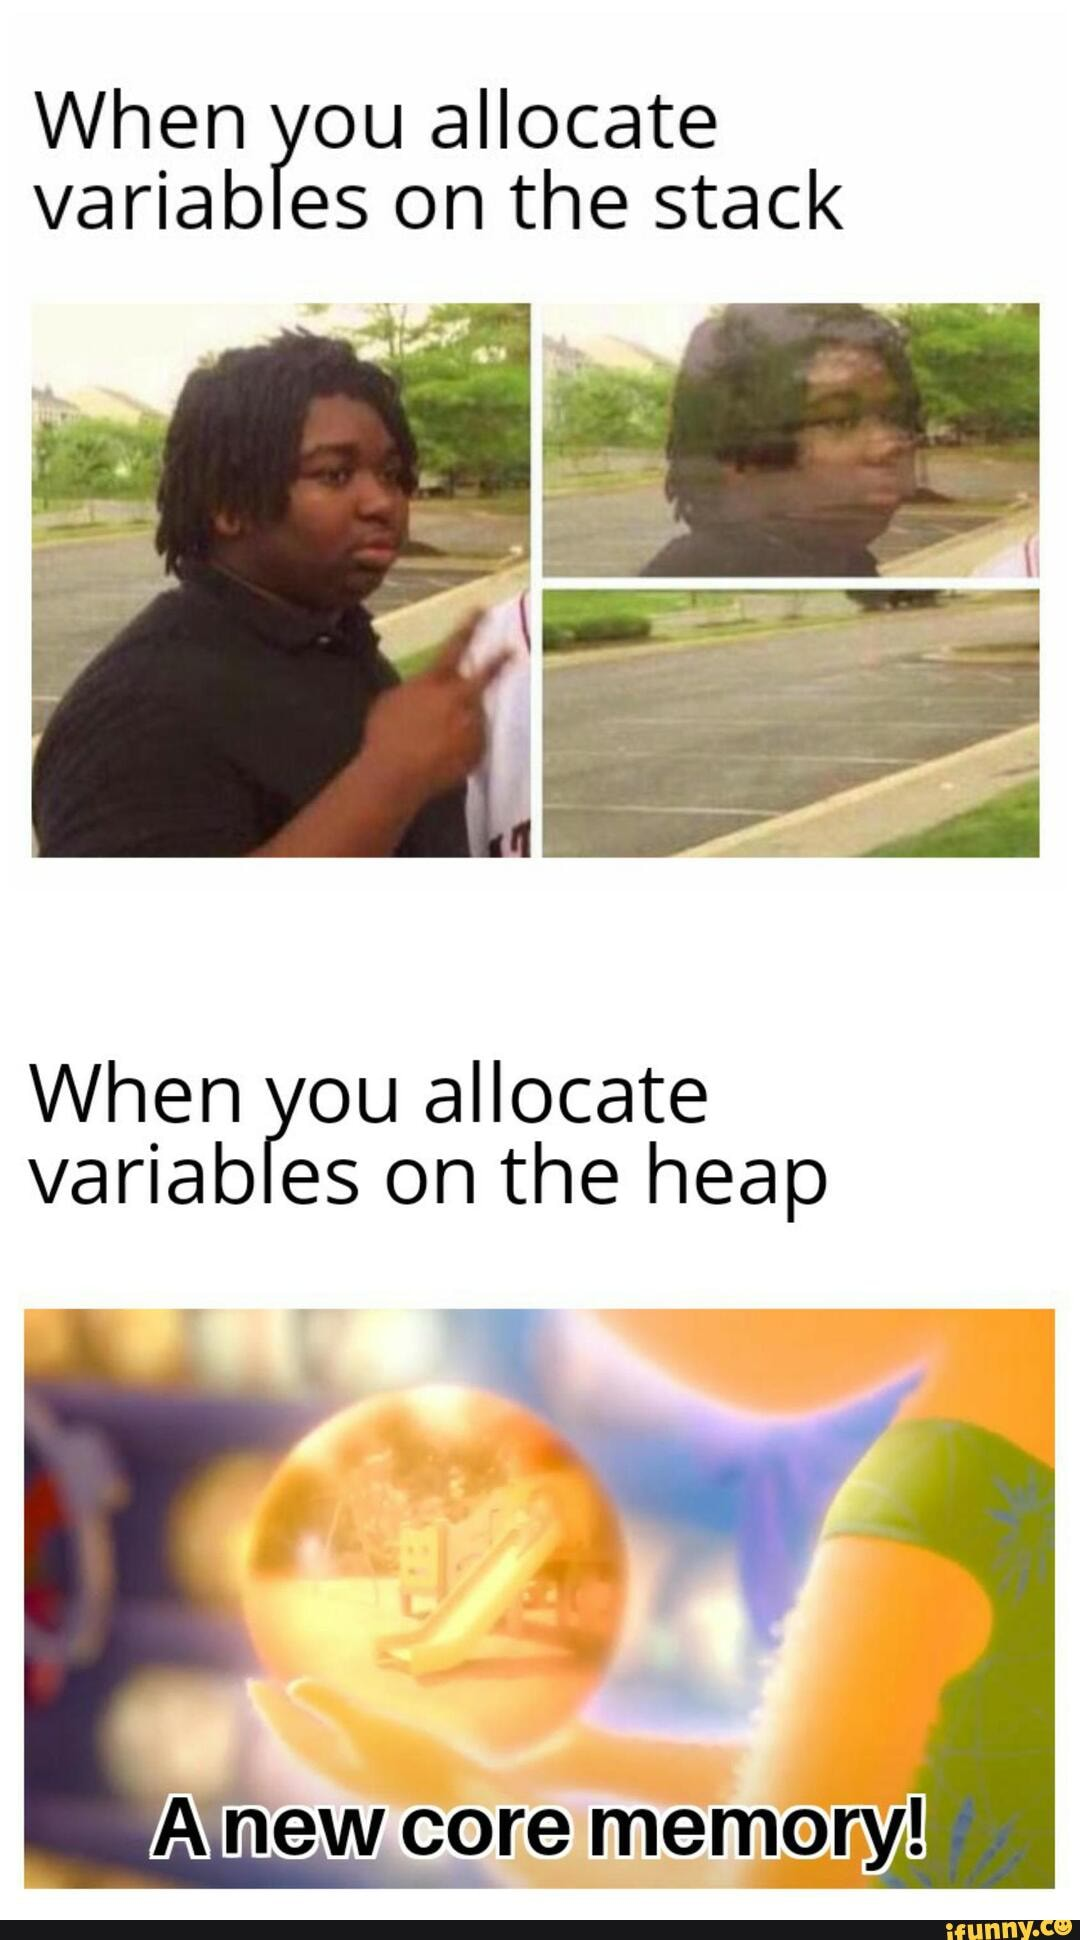 When you allocate
variables on the stack
When you allocate
variables on the heap
A new core memory!
ifunny.co